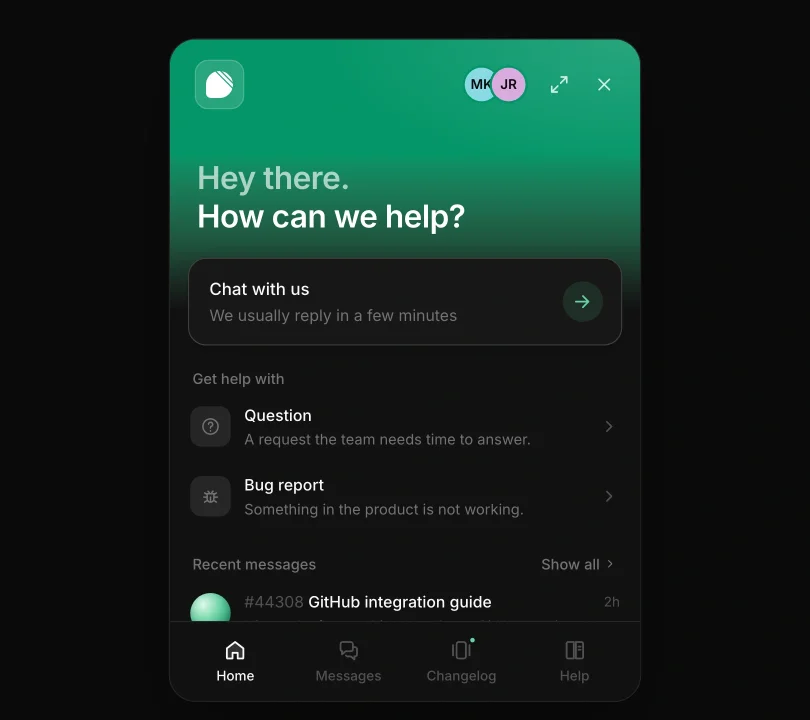 MK JR
Hey there.
How can we help?
Chat with us
We usually reply in a few minutes
Get help with
Question
A request the team needs time to answer.
Bug report
Something in the product is not working.
Recent messages Show all
#44308 GitHub integration guide 2h
Home Messages Changelog Help